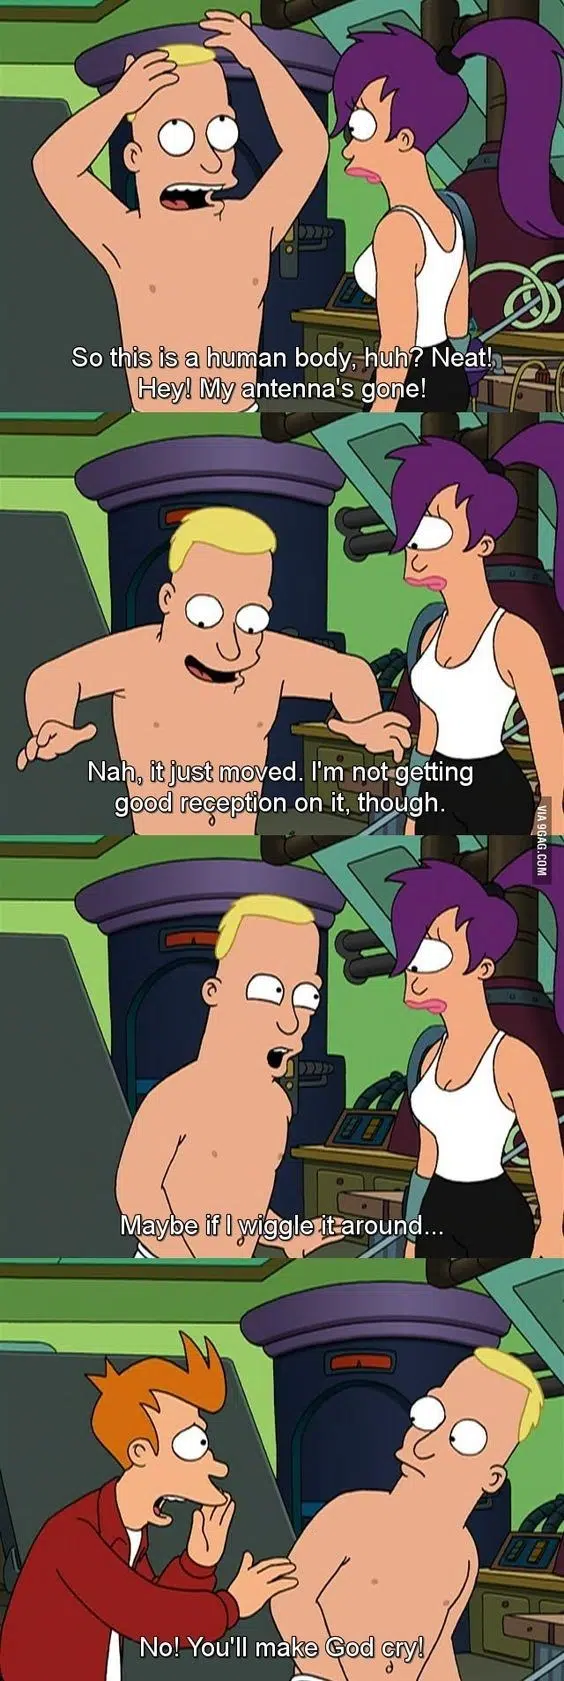 So this is a human body, huh? Neat!
Hey! My antenna's gone!
Nah, it just moved. I'm not getting
good reception on it, though.
VIA 9GAG.COM
Maybe if I wiggle it around...
No! You'll make God cry!